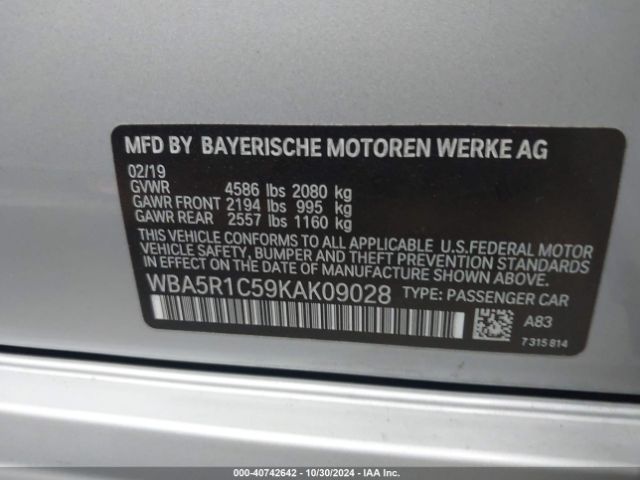 MFD BY BAYERISCHE MOTOREN WERKE AG
02/19
GVWR 4586 lbs 2080 kg
GAWR FRONT 2194 lbs 995 kg
GAWR REAR 2557 lbs 1160 kg
THIS VEHICLE CONFORMS TO ALL APPLICABLE U.S.FEDERAL MOTOR
VEHICLE SAFETY, BUMPER AND THEFT PREVENTION STANDARDS
IN EFFECT ON THE DATE OF MANUFACTURE SHOWN ABOVE.
WBA5R1C59KAK09028 TYPE: PASSENGER CAR
A83
7 315 814
000-40742642 - 10/30/2024 - IAA Inc.